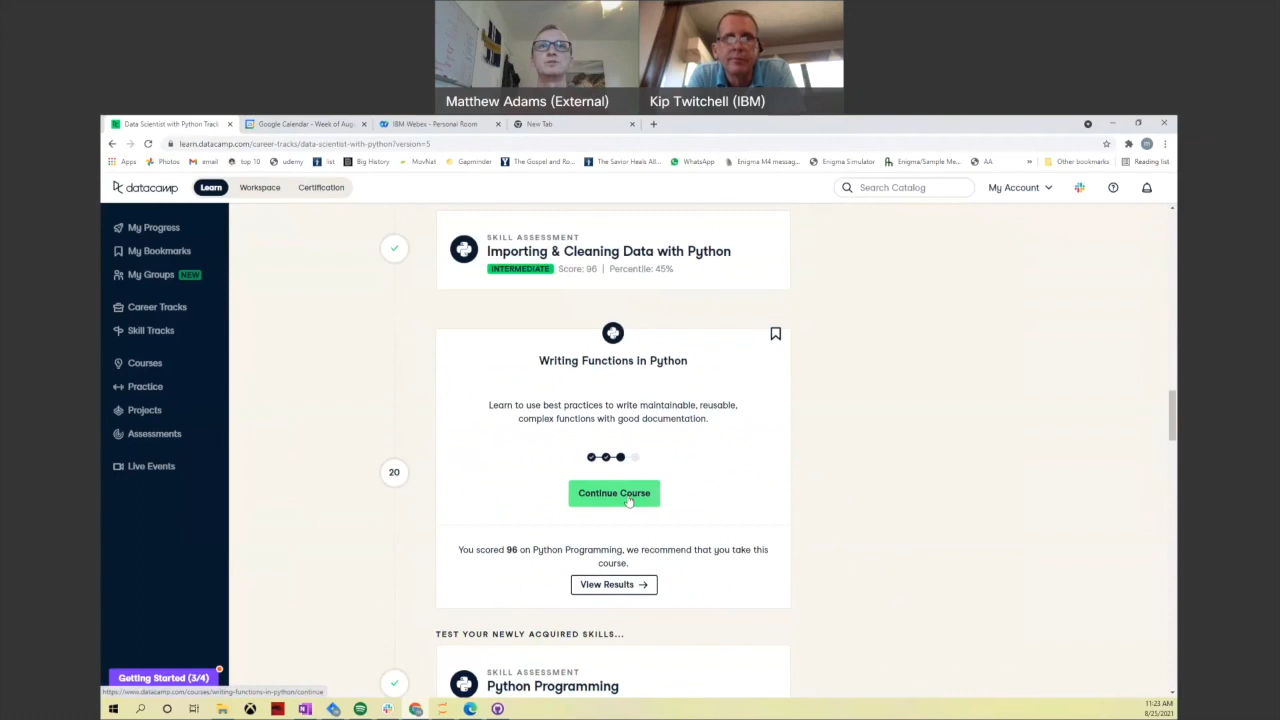 Matthew Adams (External)
Kip Twitchell (IBM)
Data Scientist with Python Track
Google Calendar - Week of Aug
IBM Webex - Personal Room
New Tab
learn.datacamp.com/career-tracks/data-scientist-with-python?version=5
Apps
Photos
email
top 10
udemy
list
Big History
MovNat
Gapminder
The Gospel and Ro...
The Savior Heals All...
WhatsApp
Enigma M4 messag...
Enigma Simulator
Enigma/Sample Me...
AA
»
Other bookmarks
Reading list
datacamp
Learn
Workspace
Certification
Search Catalog
My Account
My Progress
My Bookmarks
My Groups NEW
Career Tracks
Skill Tracks
Courses
Practice
Projects
Assessments
Live Events
Getting Started (3/4)
SKILL ASSESSMENT
Importing & Cleaning Data with Python
INTERMEDIATE Score: 96 | Percentile: 45%
Writing Functions in Python
Learn to use best practices to write maintainable, reusable,
complex functions with good documentation.
20
Continue Course
You scored 96 on Python Programming, we recommend that you take this
course.
View Results →
TEST YOUR NEWLY ACQUIRED SKILLS...
SKILL ASSESSMENT
Python Programming
https://www.datacamp.com/courses/writing-functions-in-python/continue
11:23 AM
8/25/2021